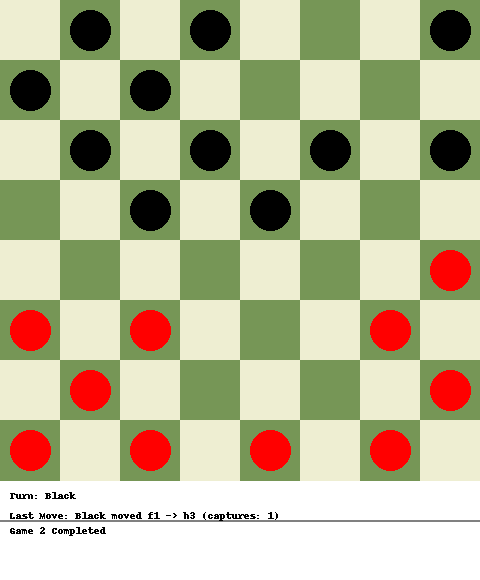 Turn: Black
Last Move: Black moved f1 -> h3 (captures: 1)
Game 2 Completed